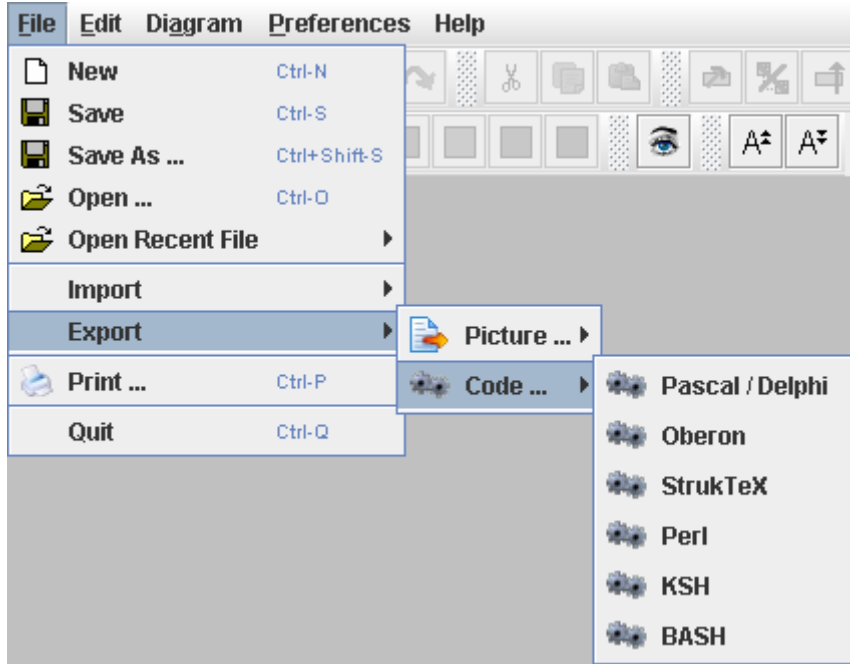 File Edit Diagram Preferences Help
New Ctrl-N
Save Ctrl-S
Save As ... Ctrl+Shift-S
Open ... Ctrl-O
Open Recent File
Import
Export
Print ... Ctrl-P
Quit Ctrl-Q
Picture ...
Code ...
Pascal / Delphi
Oberon
StrukTeX
Perl
KSH
BASH
A A